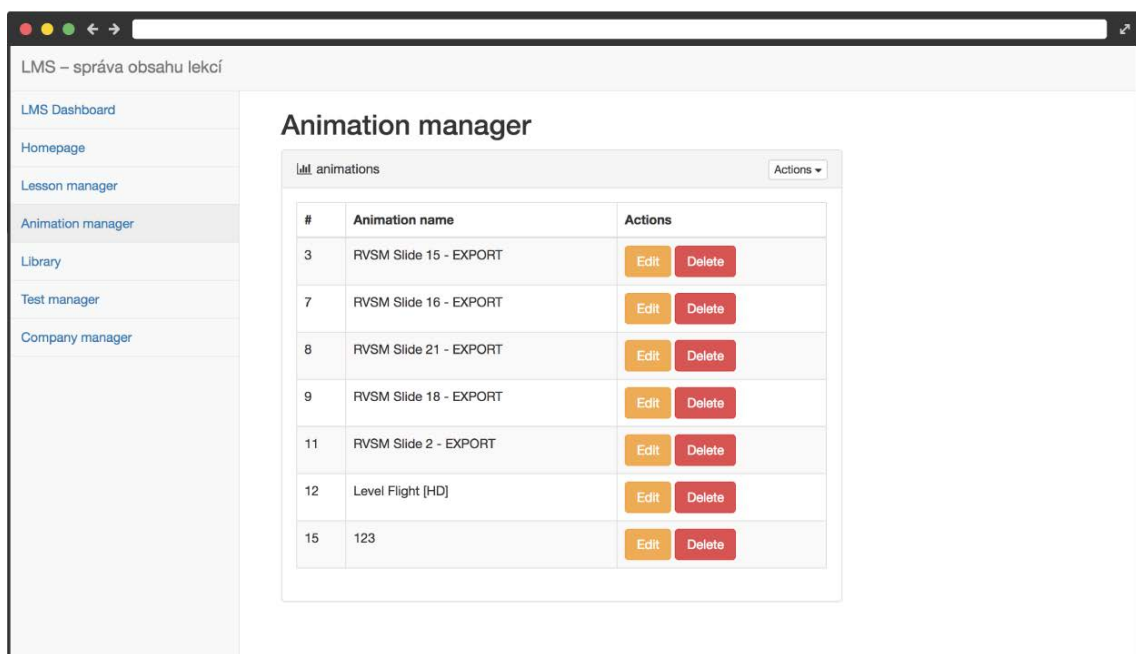 LMS – správa obsahu lekcí
LMS Dashboard
Homepage
Lesson manager
Animation manager
Library
Test manager
Company manager
Animation manager
animations Actions
# Animation name Actions
3 RVSM Slide 15 - EXPORT Edit Delete
7 RVSM Slide 16 - EXPORT Edit Delete
8 RVSM Slide 21 - EXPORT Edit Delete
9 RVSM Slide 18 - EXPORT Edit Delete
11 RVSM Slide 2 - EXPORT Edit Delete
12 Level Flight [HD] Edit Delete
15 123 Edit Delete